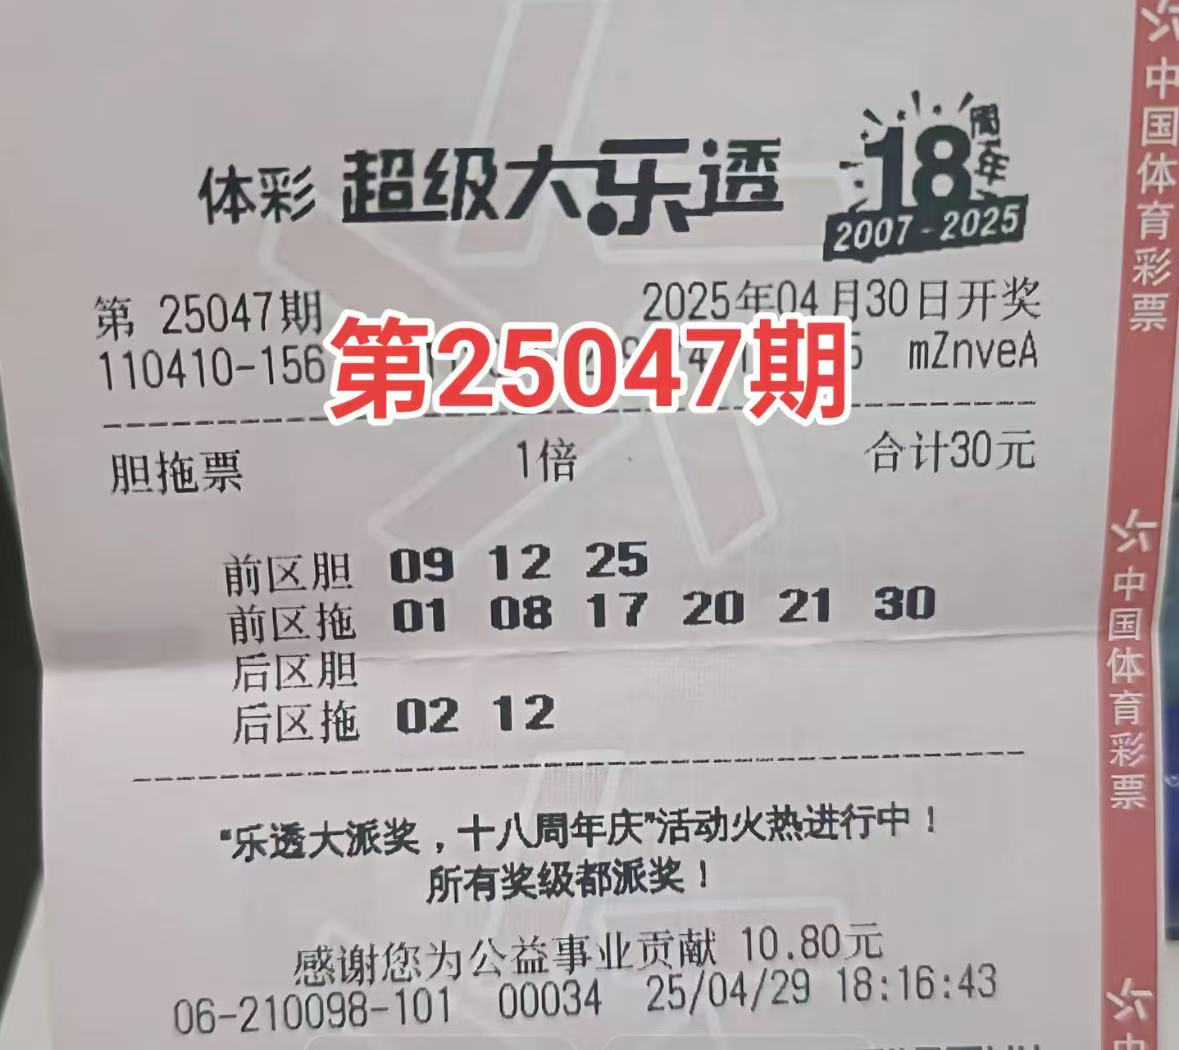 体彩 超级大乐透 18周年 2007-2025
第 25047期 2025年04月30日开奖
110410-156 mZnveA
第25047期
胆拖票 1倍 合计30元
前区胆 09 12 25
前区拖 01 08 17 20 21 30
后区胆
后区拖 02 12
“乐透大派奖，十八周年庆”活动火热进行中！
所有奖级都派奖！
感谢您为公益事业贡献 10.80元
06-210098-101 00034 25/04/29 18:16:43
中国体育彩票
中国体育彩票
中